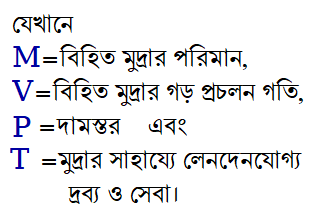 যেখানে
M=বিহিত মুদ্রার পরিমান,
V=বিহিত মুদ্রার গড় প্রচলন গতি,
P =দামস্তর এবং
T =মুদ্রার সাহায্যে লেনদেনযোগ্য
দ্রব্য ও সেবা।